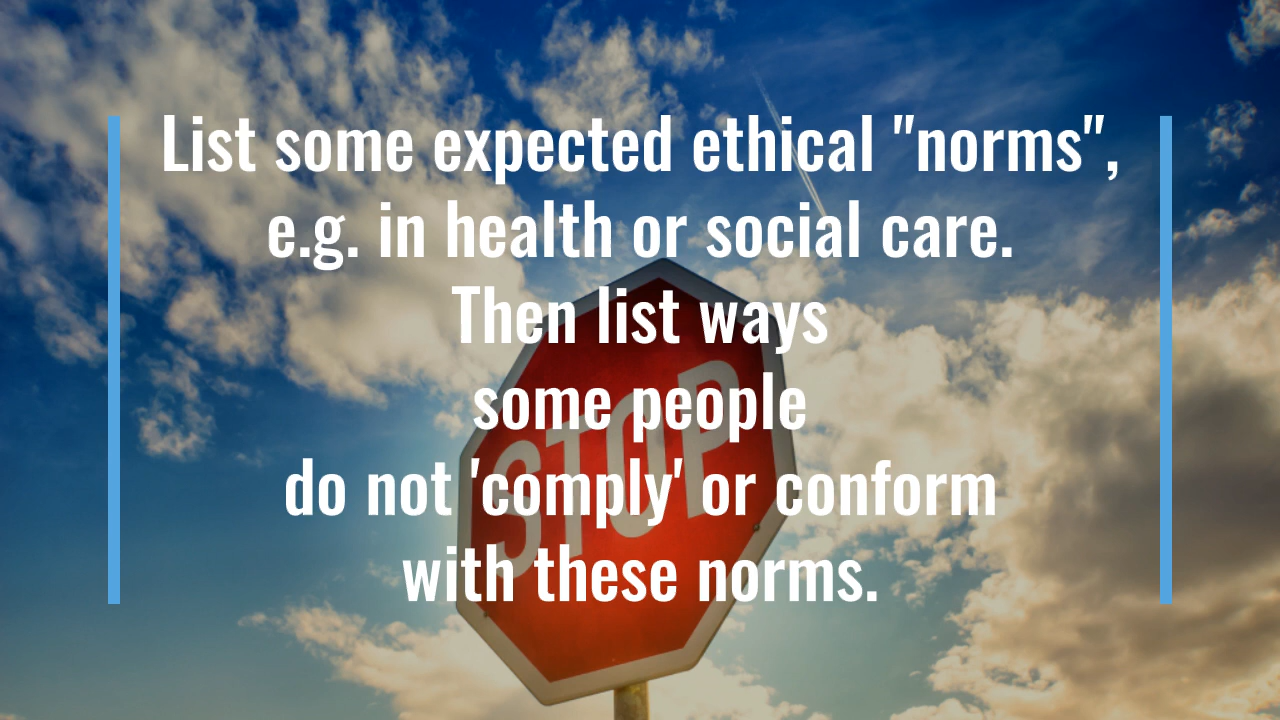 List some expected ethical "norms",
e.g. in health or social care.
Then list ways
some people
do not 'comply' or conform
with these norms.
STOP